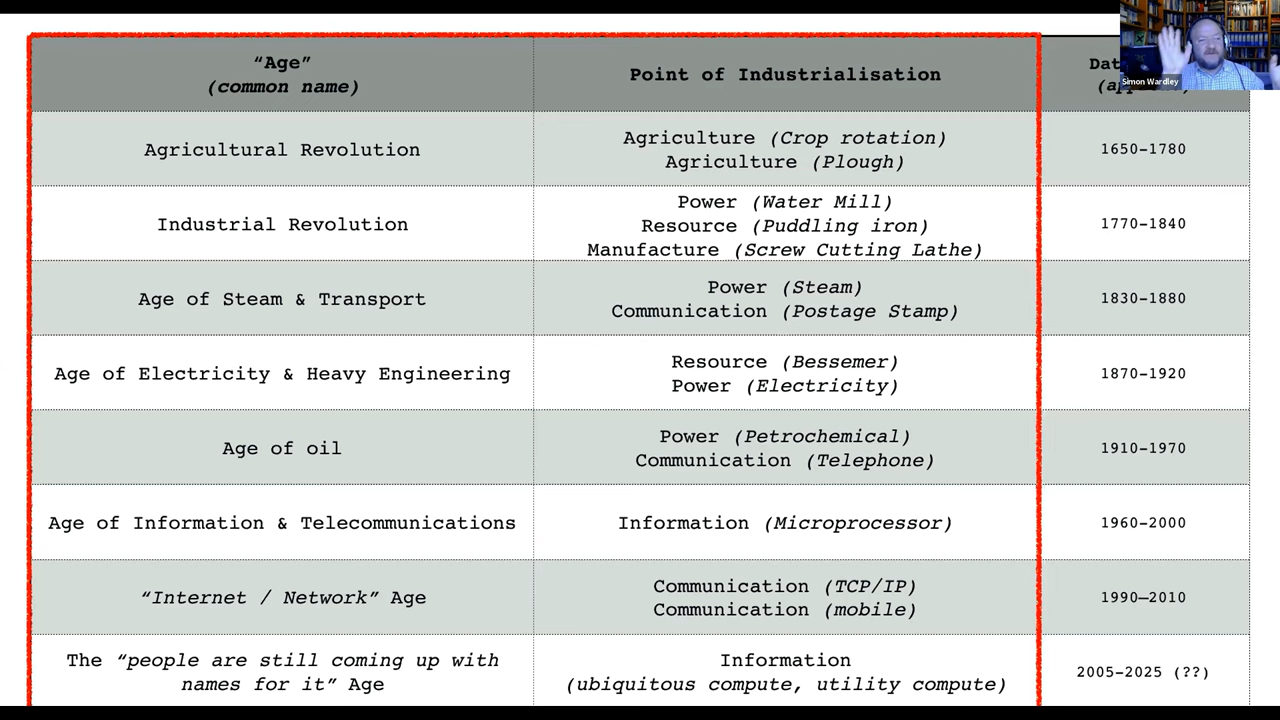 “Age”
(common name)
Point of Industrialisation
Simon Wardley
Agricultural Revolution
Agriculture (Crop rotation)
Agriculture (Plough)
1650-1780
Industrial Revolution
Power (Water Mill)
Resource (Puddling iron)
Manufacture (Screw Cutting Lathe)
1770-1840
Age of Steam & Transport
Power (Steam)
Communication (Postage Stamp)
1830-1880
Age of Electricity & Heavy Engineering
Resource (Bessemer)
Power (Electricity)
1870-1920
Age of oil
Power (Petrochemical)
Communication (Telephone)
1910-1970
Age of Information & Telecommunications
Information (Microprocessor)
1960-2000
“Internet / Network” Age
Communication (TCP/IP)
Communication (mobile)
1990—2010
The “people are still coming up with
names for it” Age
Information
(ubiquitous compute, utility compute)
2005-2025 (??)